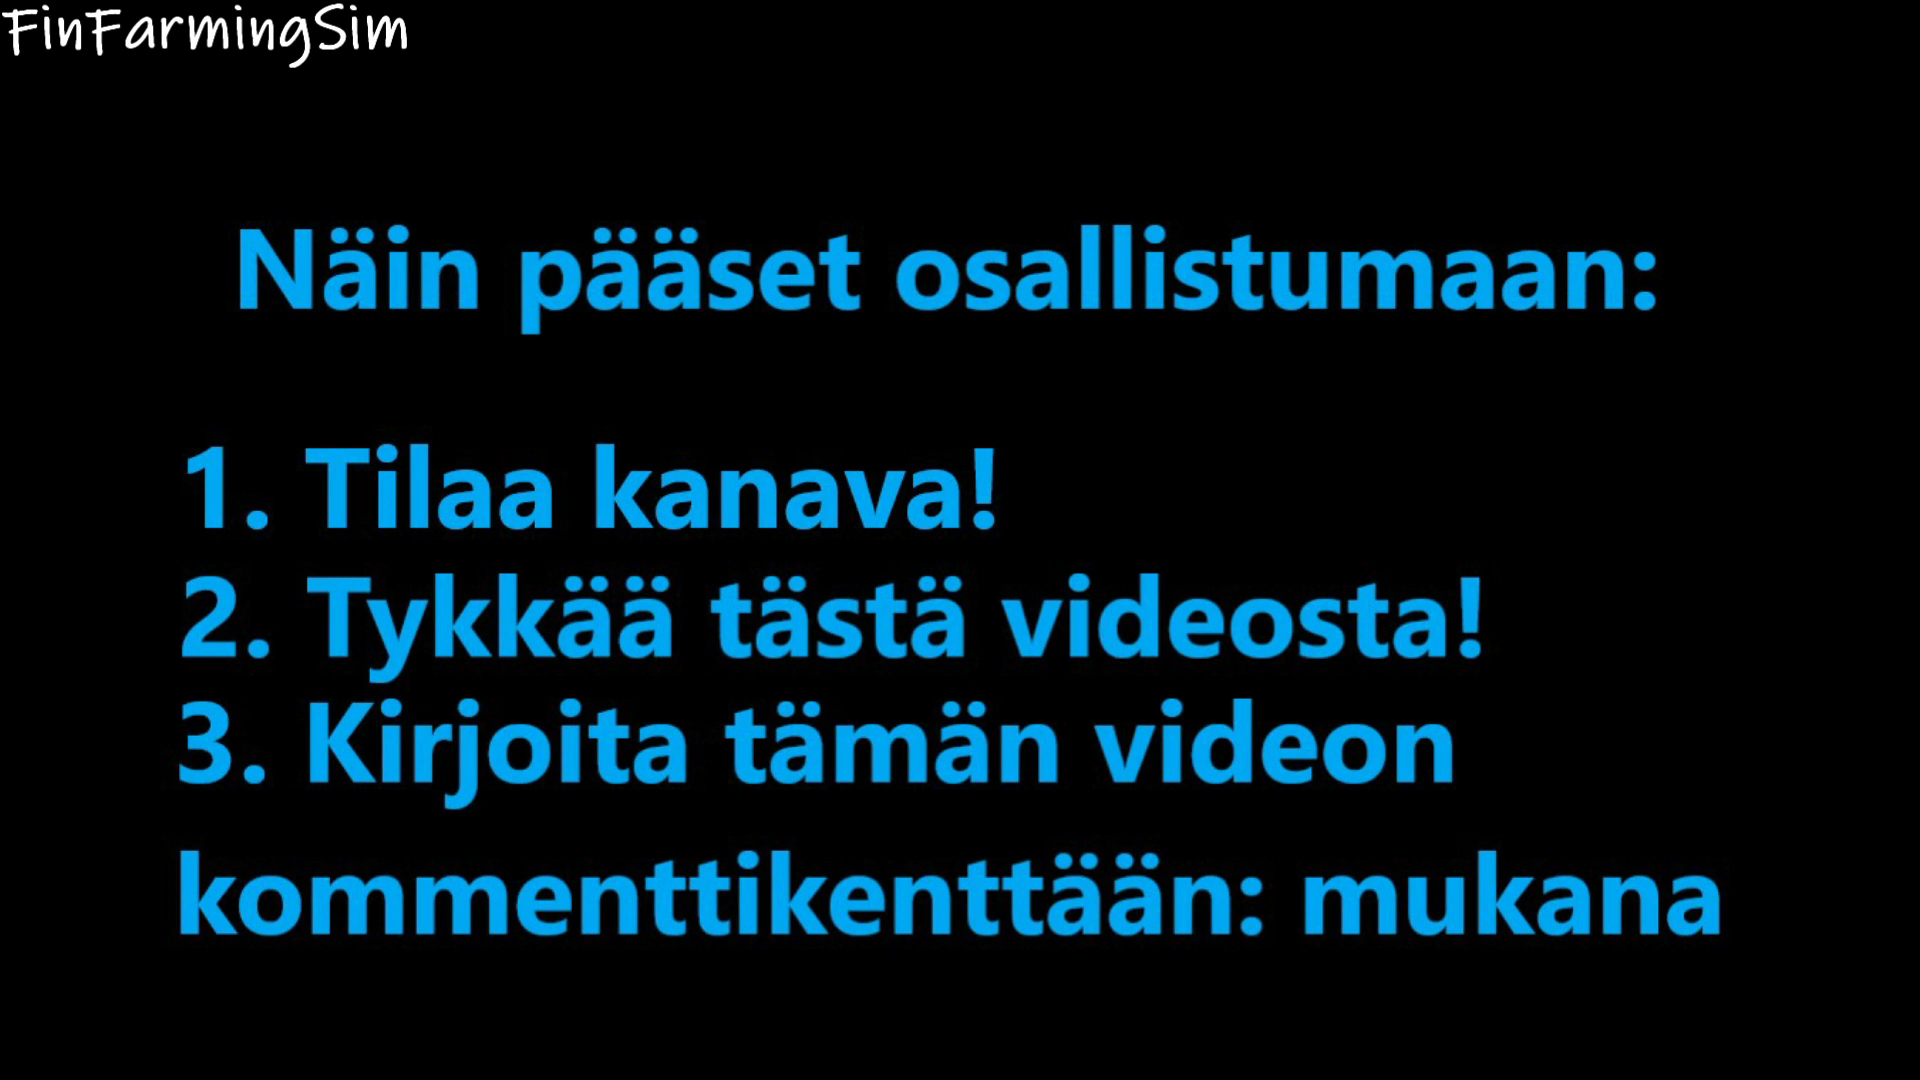 FinFarmingSim
Näin pääset osallistumaan:
1. Tilaa kanava!
2. Tykkää tästä videosta!
3. Kirjoita tämän videon
kommenttikenttään: mukana